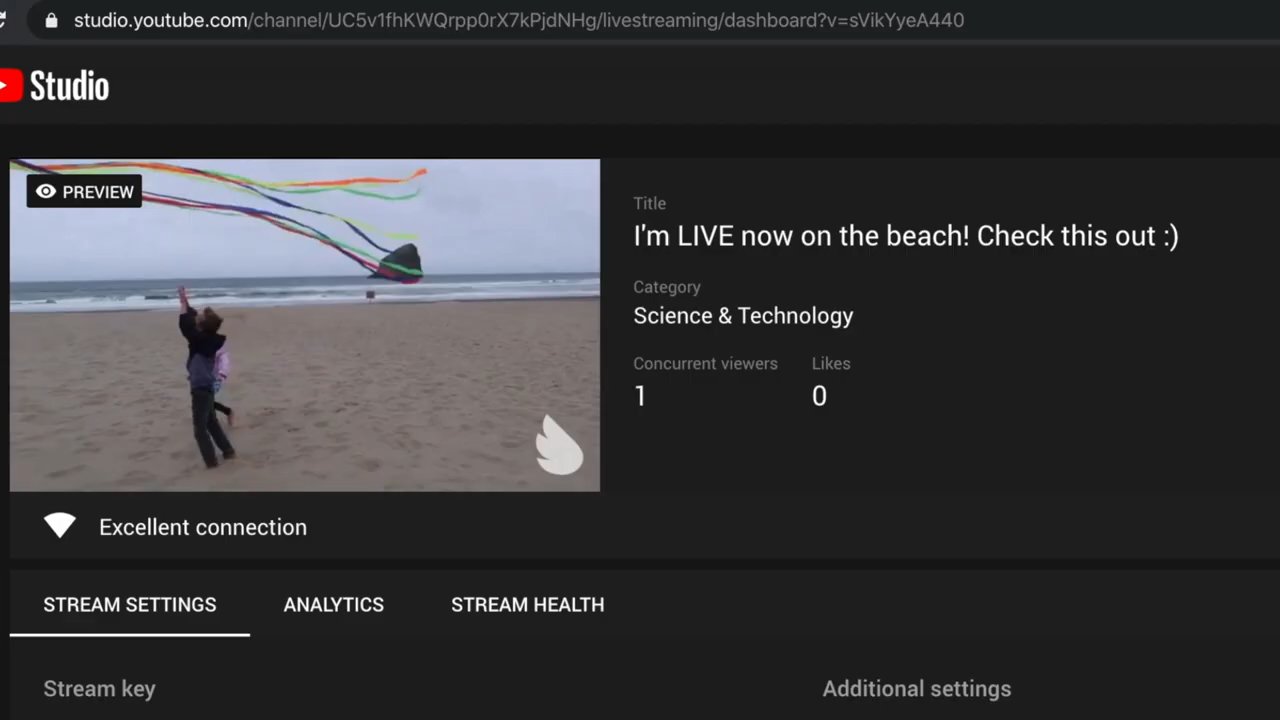 studio.youtube.com/channel/UC5v1fhKWQrpp0rX7kPjdNHg/livestreaming/dashboard?v=sVikYyeA440
Studio
PREVIEW
Title
I'm LIVE now on the beach! Check this out :)
Category
Science & Technology
Concurrent viewers Likes
1 0
Excellent connection
STREAM SETTINGS ANALYTICS STREAM HEALTH
Stream key Additional settings